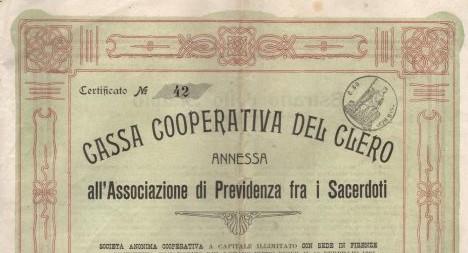 Certificato № 42
CASSA COOPERATIVA DEL CLERO
ANNESSA
all'Associazione di Previdenza fra i Sacerdoti
SOCIETÀ ANONIMA COOPERATIVA A CAPITALE ILLIMITATO CON SEDE IN FIRENZE